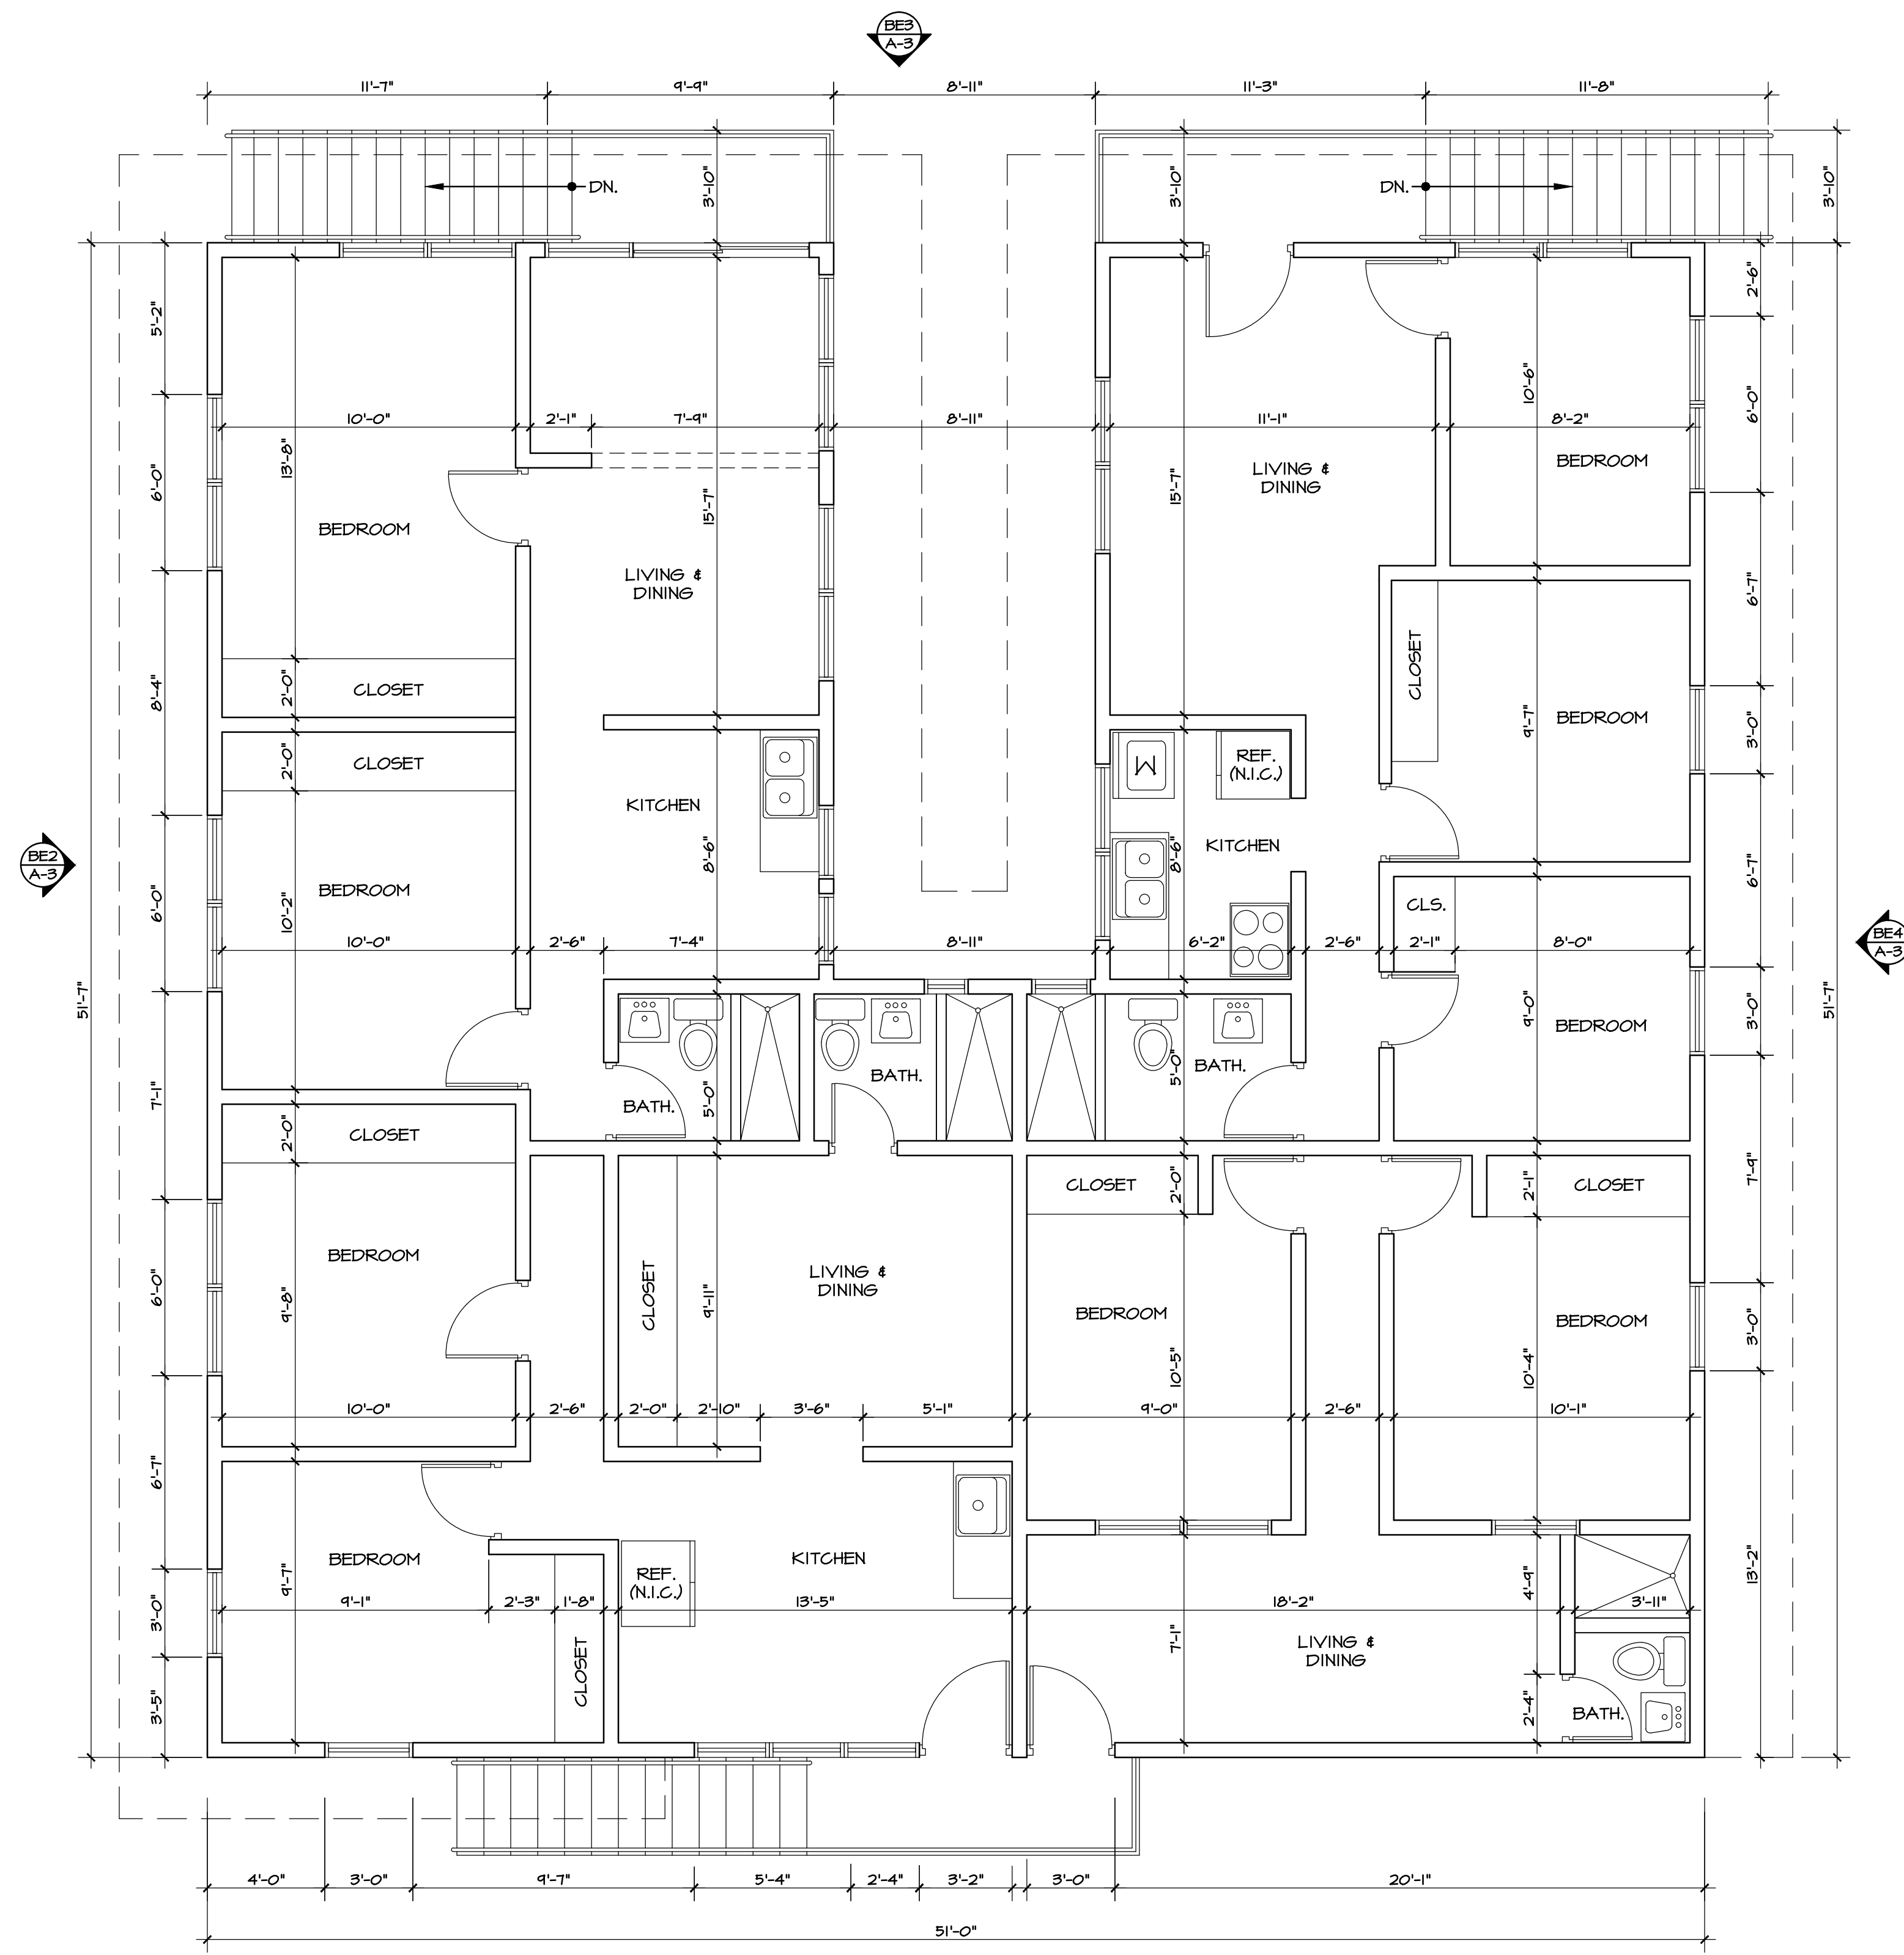 BE3
A-3
11'-7"
9'-9"
8'-11"
11'-3"
11'-8"
DN.
3'-10"
3'-10"
DN.
3'-10"
5'-2"
2'-6"
10'-6"
6'-0"
10'-0"
2'-1"
7'-9"
8'-11"
11'-1"
8'-2"
13'-8"
6'-0"
15'-7"
15'-7"
LIVING &
DINING
BEDROOM
BEDROOM
LIVING &
DINING
6'-7"
CLOSET
8'-4"
2'-0"
CLOSET
9'-7"
BEDROOM
3'-0"
2'-0"
CLOSET
W
REF.
(N.I.C.)
KITCHEN
KITCHEN
8'-6"
8'-6"
BE2
A-3
6'-7"
BEDROOM
6'-0"
10'-2"
CLS.
BE4
A-3
10'-0"
2'-6"
7'-4"
8'-11"
6'-2"
2'-6"
2'-1"
8'-0"
51'-7"
51'-7"
9'-0"
3'-0"
BEDROOM
7'-1"
BATH.
5'-0"
BATH.
5'-0"
BATH.
2'-0"
CLOSET
7'-9"
CLOSET
2'-0"
2'-1"
CLOSET
BEDROOM
9'-8"
6'-0"
CLOSET
9'-11"
LIVING &
DINING
BEDROOM
BEDROOM
3'-0"
10'-5"
10'-4"
10'-0"
2'-6"
2'-0"
2'-10"
3'-6"
5'-1"
9'-0"
2'-6"
10'-1"
6'-7"
BEDROOM
9'-7"
REF.
(N.I.C.)
KITCHEN
4'-9"
13'-2"
3'-0"
9'-1"
2'-3"
1'-8"
13'-5"
18'-2"
3'-11"
7'-1"
CLOSET
LIVING &
DINING
3'-5"
2'-4"
BATH.
4'-0"
3'-0"
9'-7"
5'-4"
2'-4"
3'-2"
3'-0"
20'-1"
51'-0"